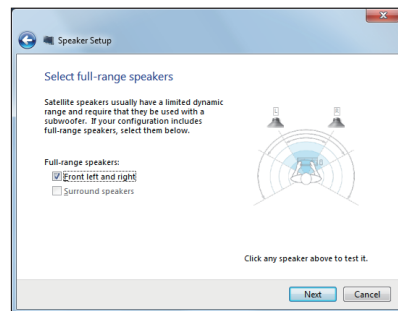 Speaker Setup
Select full-range speakers
Satellite speakers usually have a limited dynamic
range and require that they be used with a
subwoofer. If your configuration includes
full-range speakers, select them below.
Full-range speakers:
Front left and right
Surround speakers
L
R
Click any speaker above to test it.
Next
Cancel